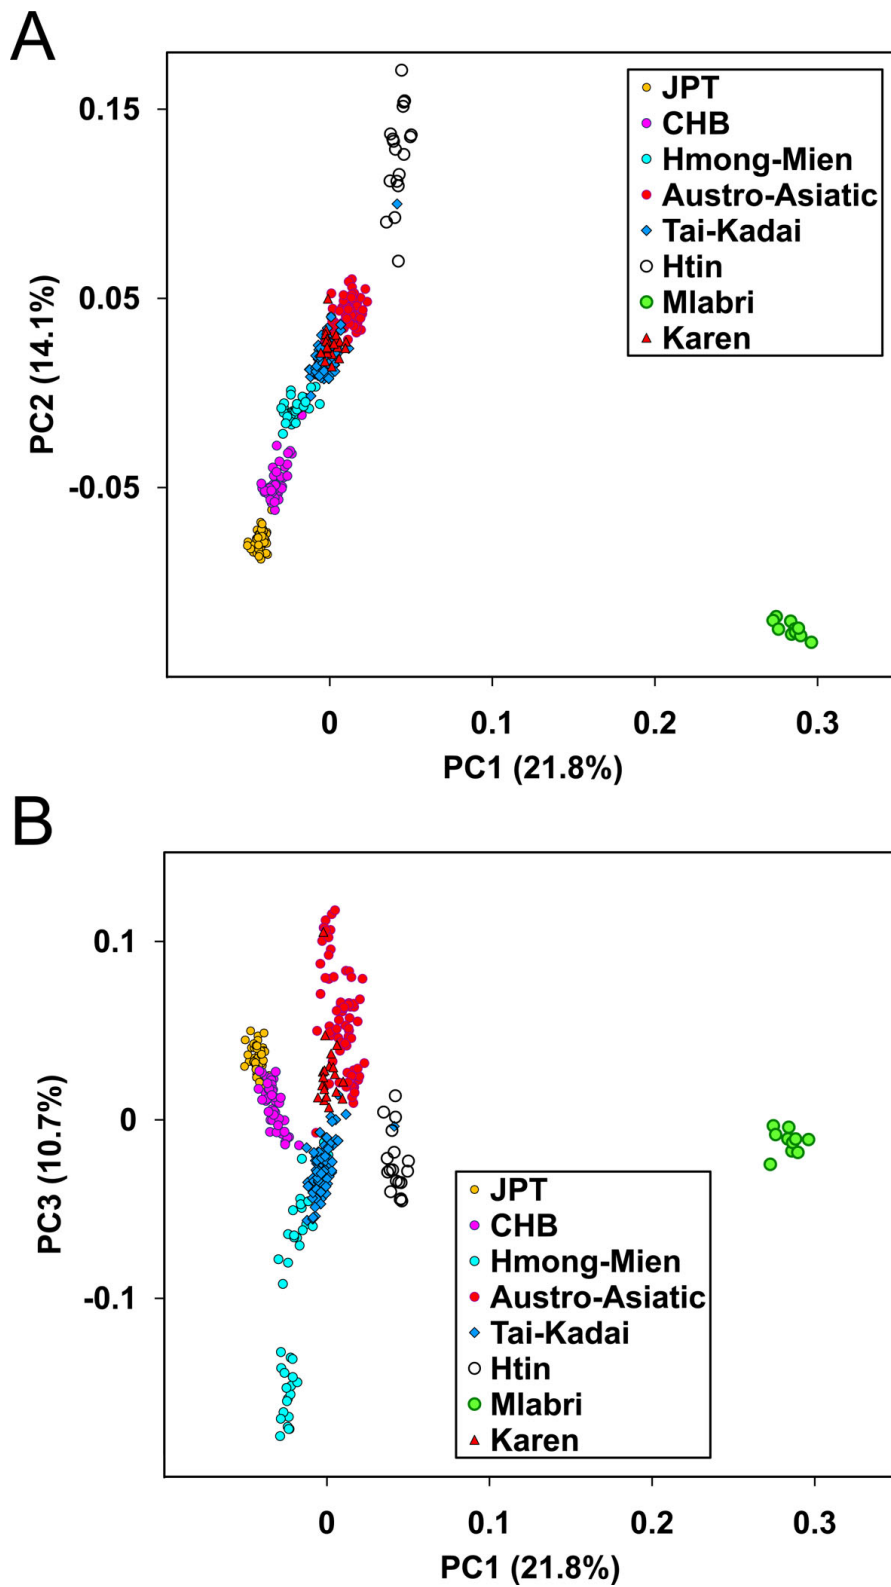 A
0.15
0.05
-0.05
PC2 (14.1%)
JPT
CHB
Hmong-Mien
Austro-Asiatic
Tai-Kadai
Htin
Mlabri
Karen
0 0.1 0.2 0.3
PC1 (21.8%)
B
0.1
0
-0.1
PC3 (10.7%)
JPT
CHB
Hmong-Mien
Austro-Asiatic
Tai-Kadai
Htin
Mlabri
Karen
0 0.1 0.2 0.3
PC1 (21.8%)